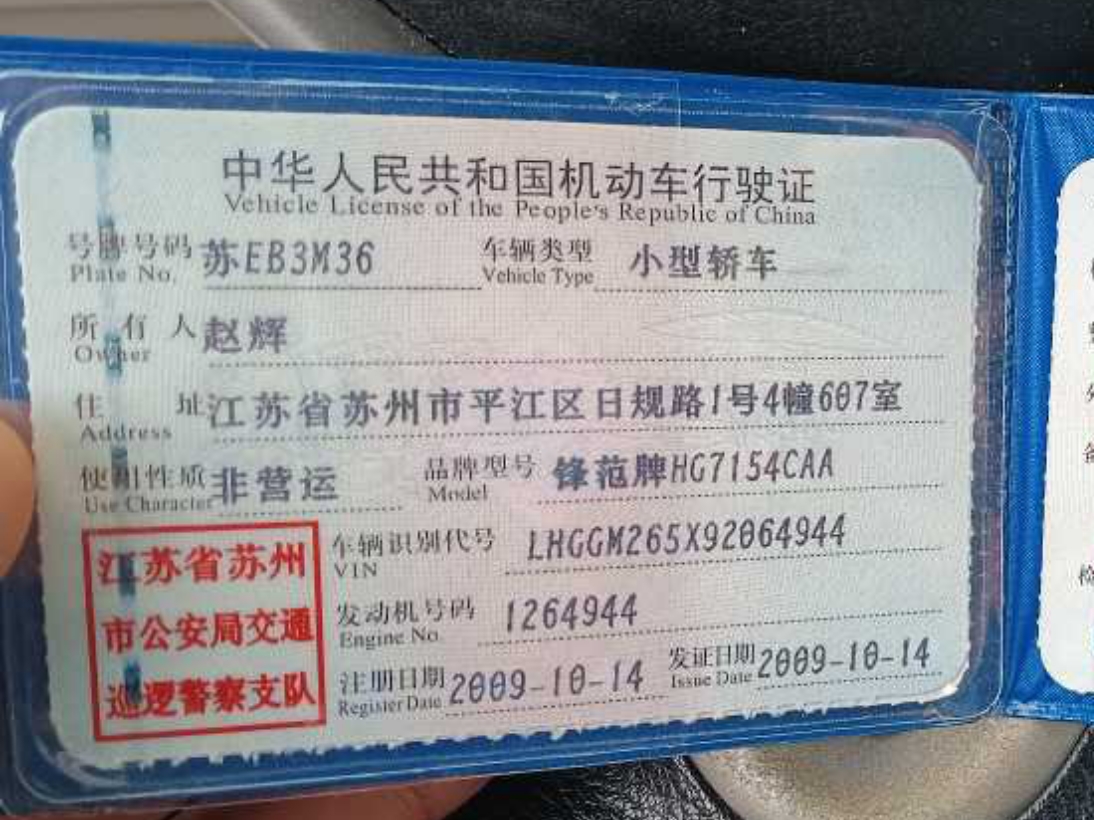 中华人民共和国机动车行驶证
Vehicle License of the People's Republic of China
号牌号码 苏EB3M36 车辆类型 小型轿车
Plate No. Vehicle Type
所有人 赵辉
Owner
住址 江苏省苏州市平江区日规路1号4幢607室
Address
使用性质 非营运 品牌型号 锋范牌HG7154CAA
Use Character Model
江苏省苏州
市公安局交通
巡逻警察支队
车辆识别代号 LHGGM265X92064944
VIN
发动机号码 1264944
Engine No.
注册日期 2009-10-14 发证日期 2009-10-14
Register Date Issue Date